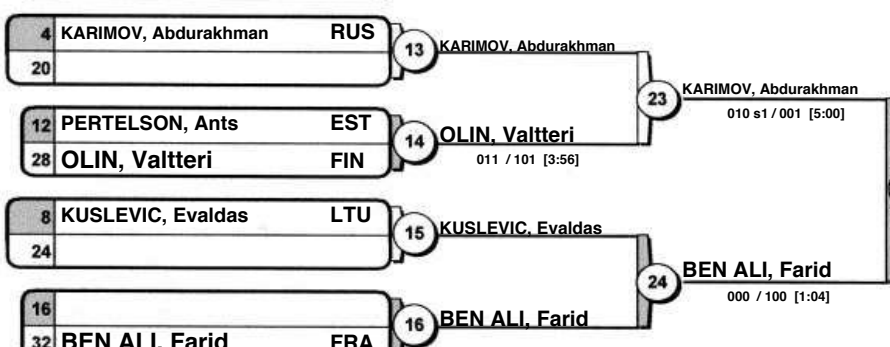 4 KARIMOV, Abdurakhman RUS
20
13 KARIMOV, Abdurakhman
23 KARIMOV, Abdurakhman
010 s1 / 001 [5:00]
12 PERTELSON, Ants EST
28 OLIN, Valtteri FIN
14 OLIN, Valtteri
011 / 101 [3:56]
8 KUSLEVIC, Evaldas LTU
24
15 KUSLEVIC, Evaldas
24 BEN ALI, Farid
000 / 100 [1:04]
16
32 BEN ALI, Farid FRA
16 BEN ALI, Farid